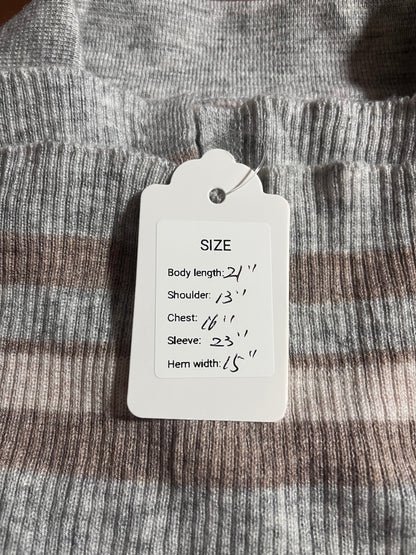 SIZE
Body length: 21"
Shoulder: 13"
Chest: 16"
Sleeve: 23"
Hem width: 15"